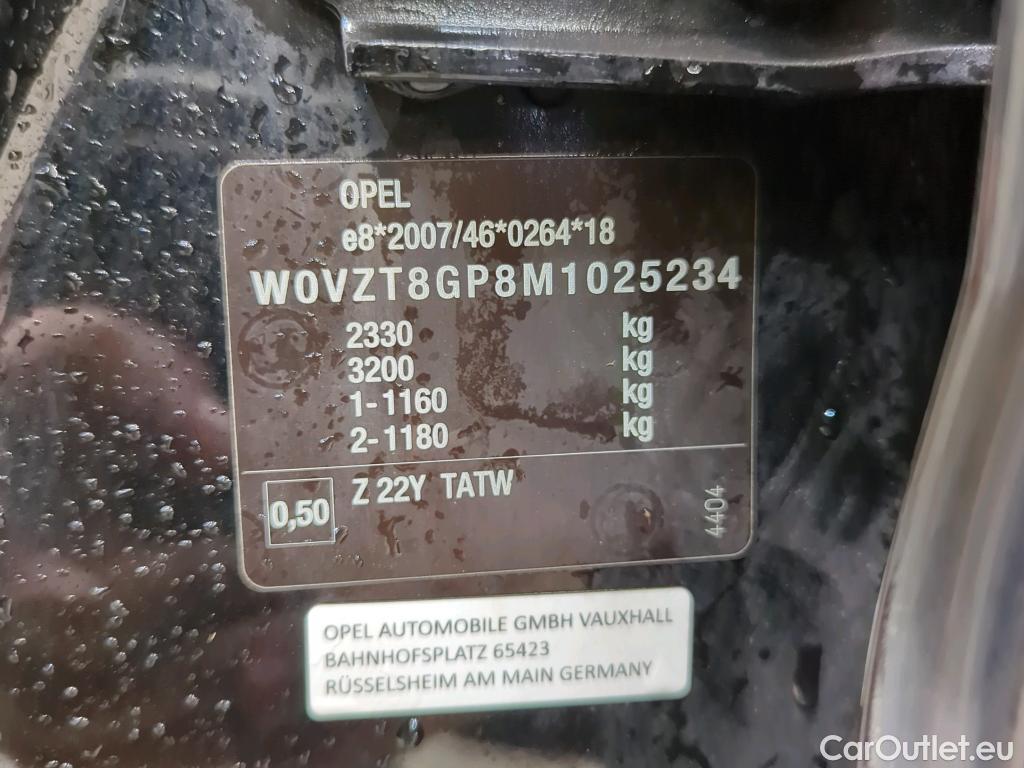 OPEL
e8*2007/46*0264*18
W0VZT8GP8M1025234
2330 kg
3200 kg
1-1160 kg
2-1180 kg
0,50 Z 22Y TATW
4404
OPEL AUTOMOBILE GMBH VAUXHALL
BAHNHOFSPLATZ 65423
RÜSSELSHEIM AM MAIN GERMANY
CarOutlet.eu